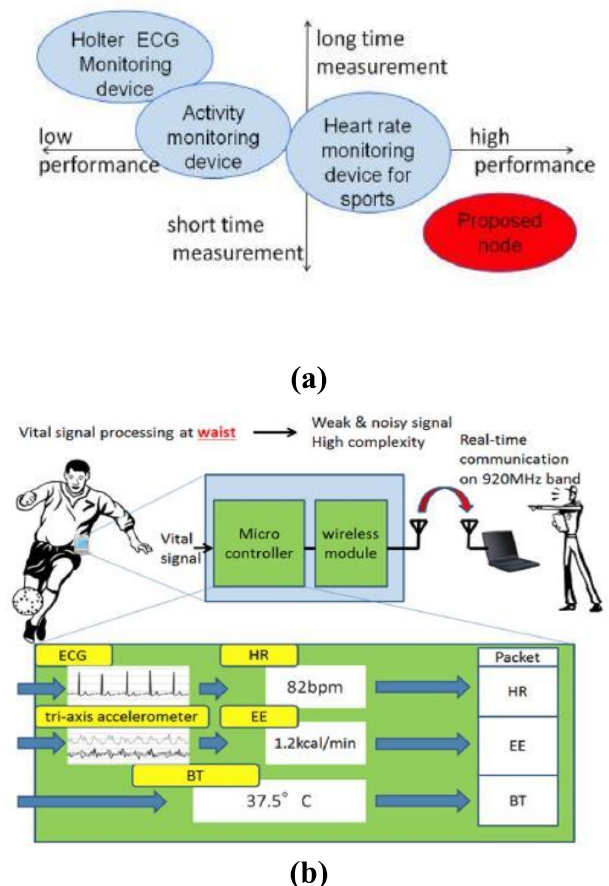 Holter ECG
Monitoring
device
long time
measurement
Activity
monitoring
device
Heart rate
monitoring
device for
sports
low
performance
high
performance
short time
measurement
Proposed
node
(a)
Vital signal processing at waist
Weak & noisy signal
High complexity
Real-time
communication
on 920MHz band
Vital
signal
Micro
controller
wireless
module
ECG
HR
Packet
82bpm
HR
tri-axis accelerometer
EE
1.2kcal/min
EE
BT
37.5° C
BT
(b)